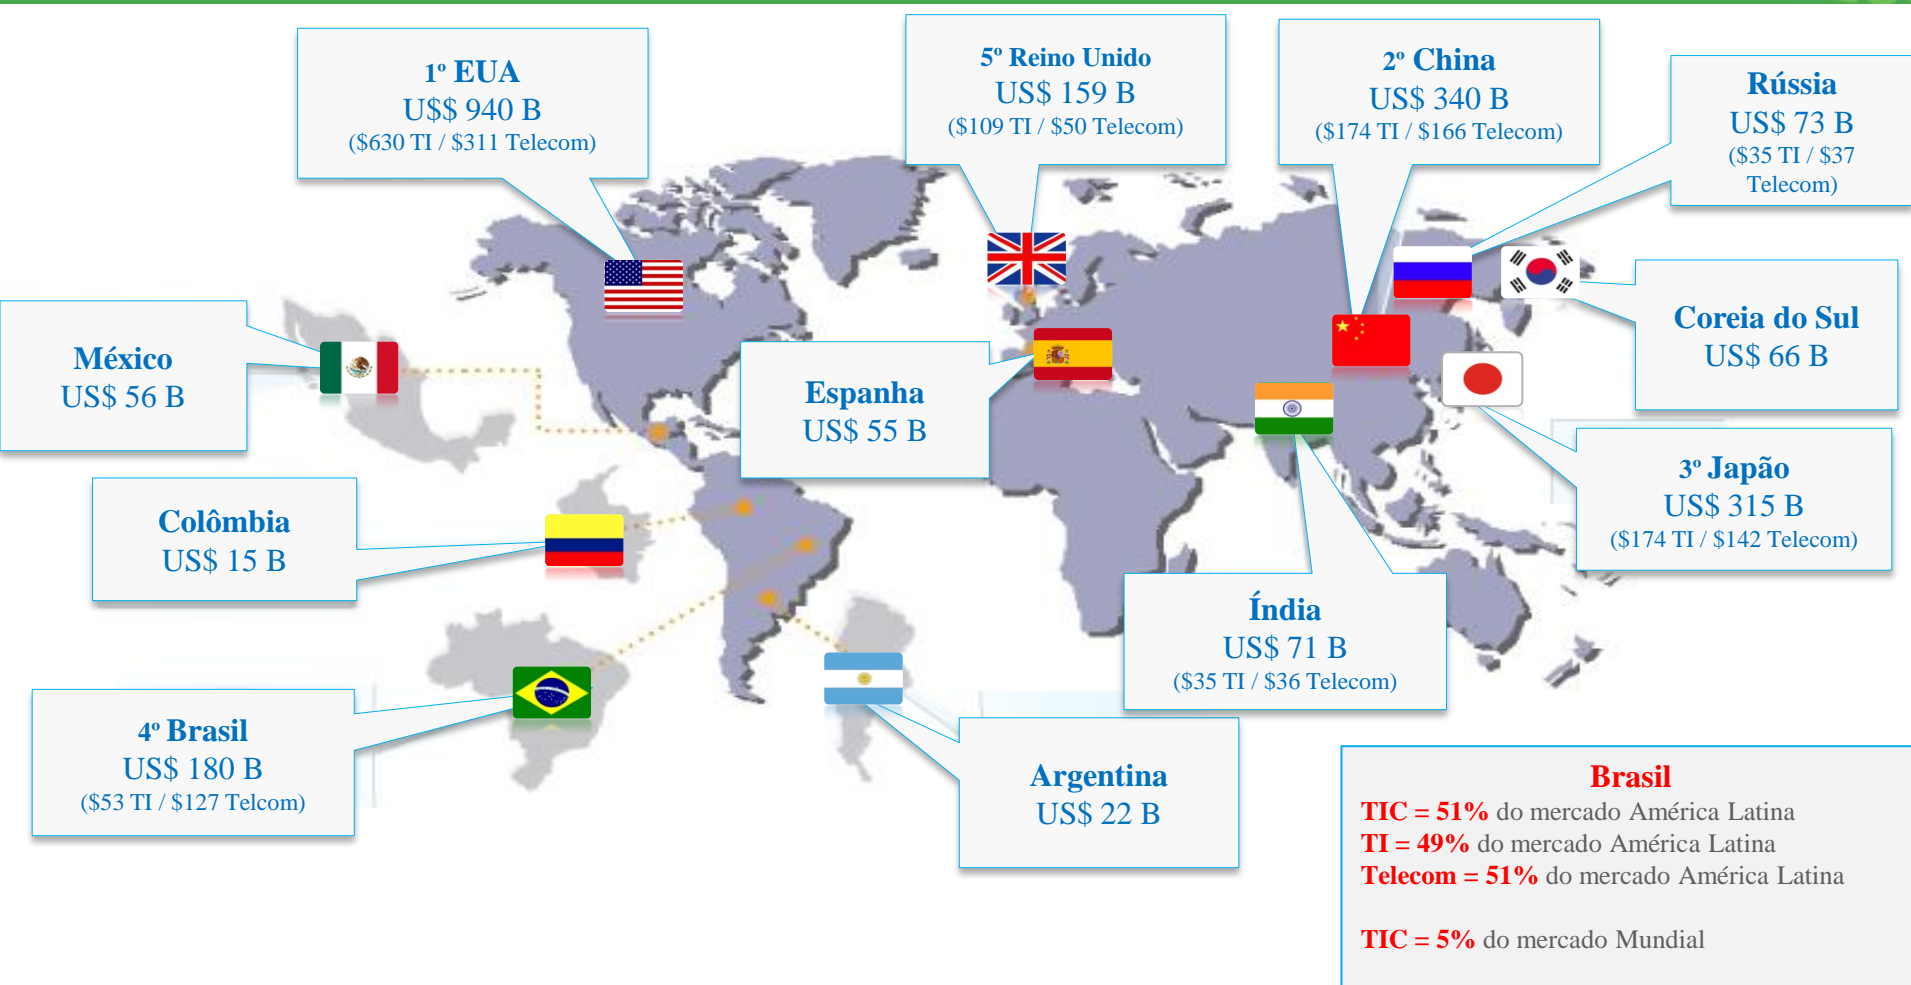 1º EUA
U$$ 940 B
($630 TI / $311 Telecom)
5º Reino Unido
US$ 159 B
($109 TI / $50 Telecom)
2º China
US$ 340 B
($174 TI / $166 Telecom)
Rússia
US$ 73 B
($35 TI / $37
Telecom)
México
US$ 56 B
Espanha
US$ 55 B
Coreia do Sul
US$ 66 B
Colômbia
US$ 15 B
3º Japão
US$ 315 B
($174 TI / $142 Telecom)
Índia
US$ 71 B
($35 TI / $36 Telecom)
4º Brasil
US$ 180 B
($53 TI / $127 Telcom)
Argentina
US$ 22 B
Brasil
TIC = 51% do mercado América Latina
TI = 49% do mercado América Latina
Telecom = 51% do mercado América Latina
TIC = 5% do mercado Mundial